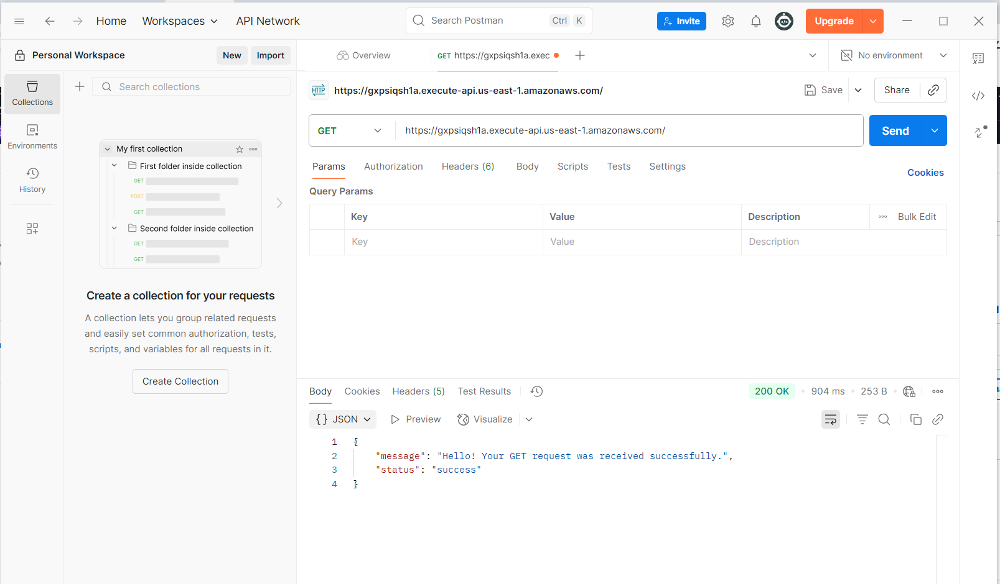 Home
Workspaces
API Network
Search Postman
Ctrl K
Invite
Upgrade
Personal Workspace
New
Import
Overview
GET https://gxpsiqsh1a.exec
No environment
Collections
Environments
History
Search collections
My first collection
First folder inside collection
GET
POST
GET
Second folder inside collection
GET
GET
Create a collection for your requests
A collection lets you group related requests
and easily set common authorization, tests,
scripts, and variables for all requests in it.
Create Collection
HTTP https://gxpsiqsh1a.execute-api.us-east-1.amazonaws.com/
Save
Share
GET https://gxpsiqsh1a.execute-api.us-east-1.amazonaws.com/
Send
Params Authorization Headers (6) Body Scripts Tests Settings
Cookies
Query Params
Key Value Description Bulk Edit
Key Value Description
Body Cookies Headers (5) Test Results
200 OK • 904 ms • 253 B
{} JSON Preview Visualize
1 {
2 "message": "Hello! Your GET request was received successfully.",
3 "status": "success"
4 }